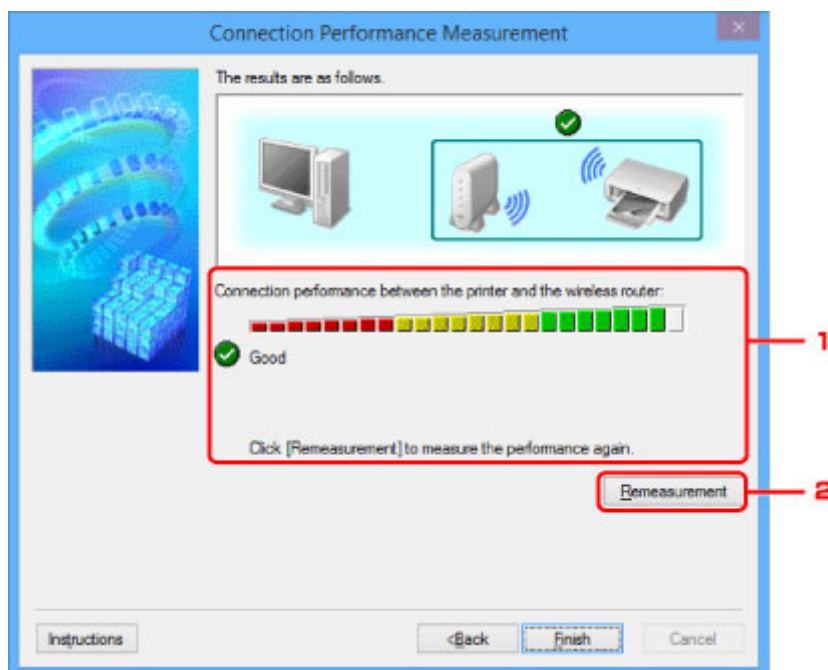 Connection Performance Measurement
The results are as follows.
Connection performance between the printer and the wireless router:
Good
1
Click [Remeasurement] to measure the performance again.
Remeasurement
2
Instructions
<Back
Finish
Cancel